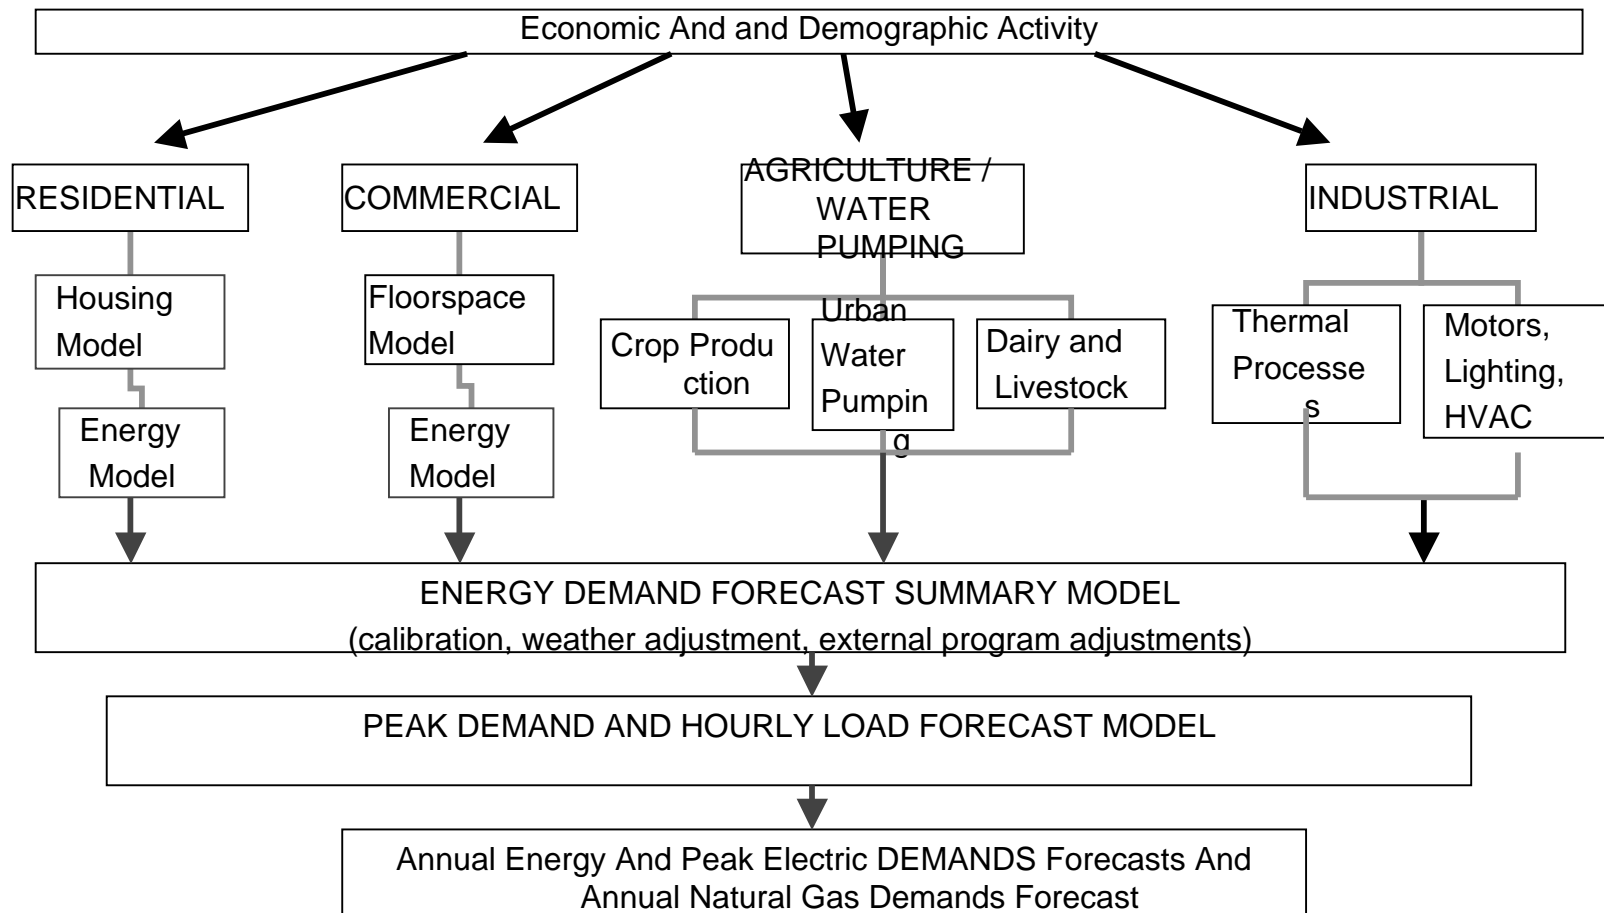 Economic And and Demographic Activity
RESIDENTIAL
COMMERCIAL
AGRICULTURE /
WATER
PUMPING
INDUSTRIAL
Housing
Model
Floorspace
Model
Crop Produ
ction
Urban
Water
Pumpin
g
Dairy and
Livestock
Thermal
Processe
s
Motors,
Lighting,
HVAC
Energy
Model
Energy
Model
ENERGY DEMAND FORECAST SUMMARY MODEL
(calibration, weather adjustment, external program adjustments)
PEAK DEMAND AND HOURLY LOAD FORECAST MODEL
Annual Energy And Peak Electric DEMANDS Forecasts And
Annual Natural Gas Demands Forecast